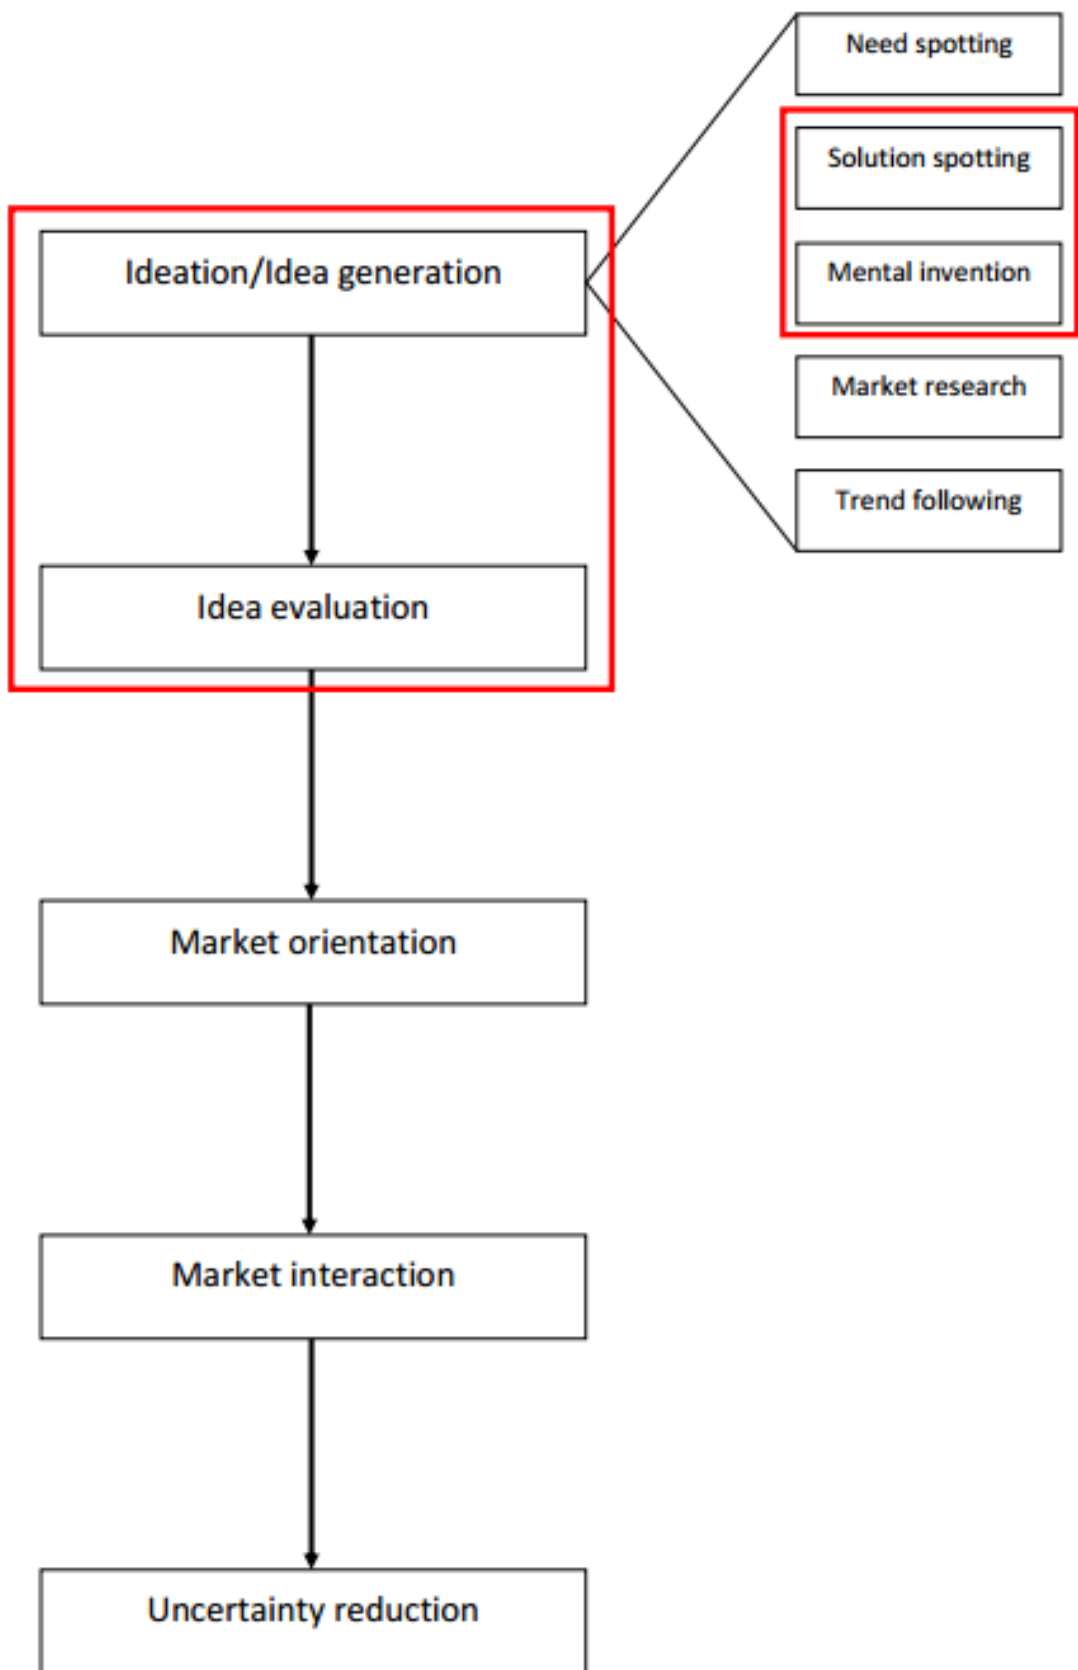 Need spotting
Solution spotting
Mental invention
Market research
Trend following
Ideation/Idea generation
Idea evaluation
Market orientation
Market interaction
Uncertainty reduction